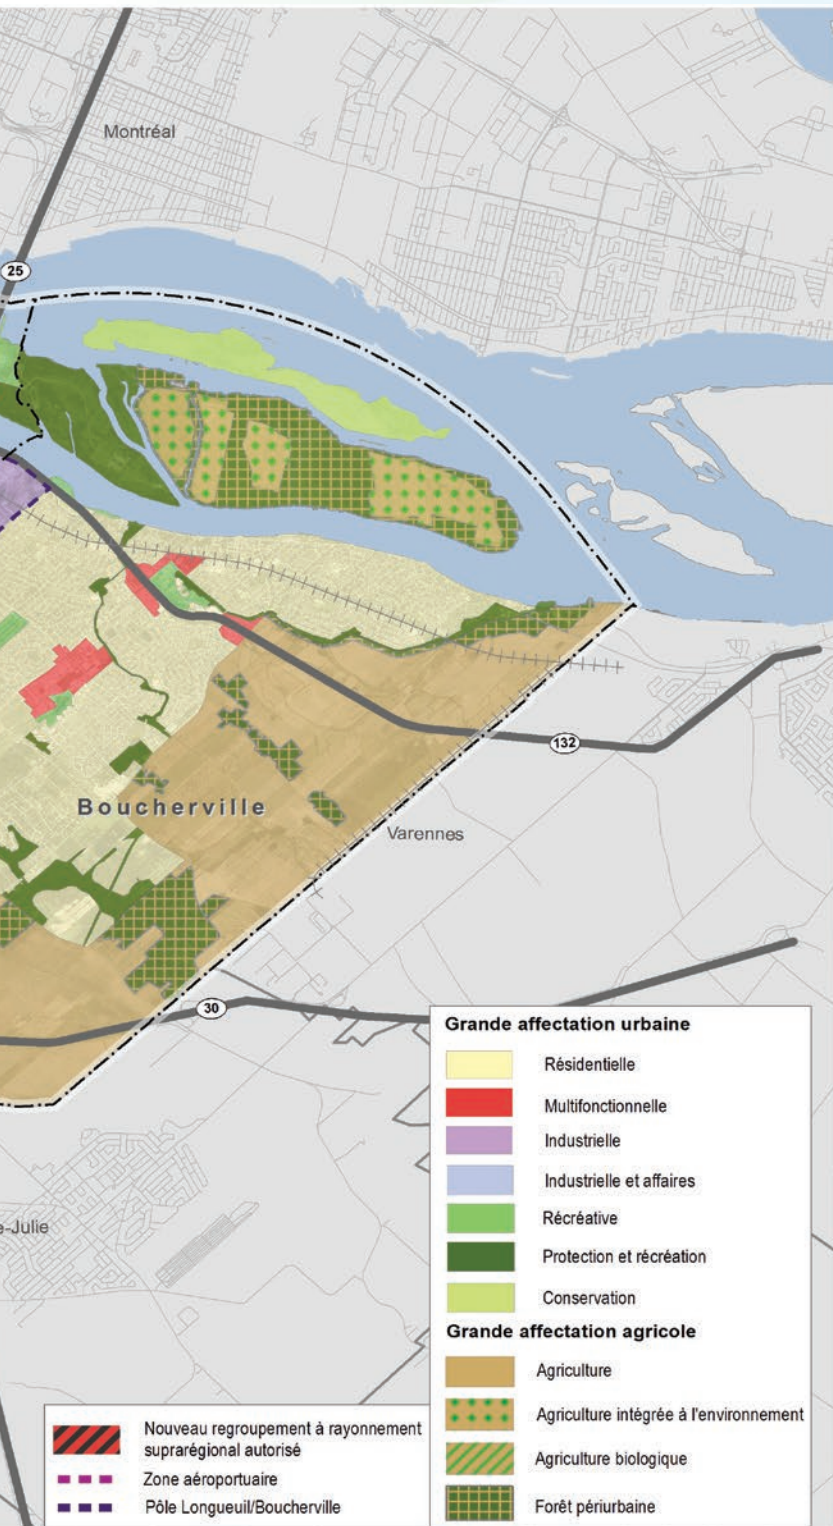 Montréal
25
132
Boucherville
Varennes
30
e-Julie
Grande affectation urbaine
Résidentielle
Multifonctionnelle
Industrielle
Industrielle et affaires
Récréative
Protection et récréation
Conservation
Grande affectation agricole
Agriculture
Agriculture intégrée à l'environnement
Agriculture biologique
Forêt périurbaine
Nouveau regroupement à rayonnement
suprarégional autorisé
Zone aéroportuaire
Pôle Longueuil/Boucherville